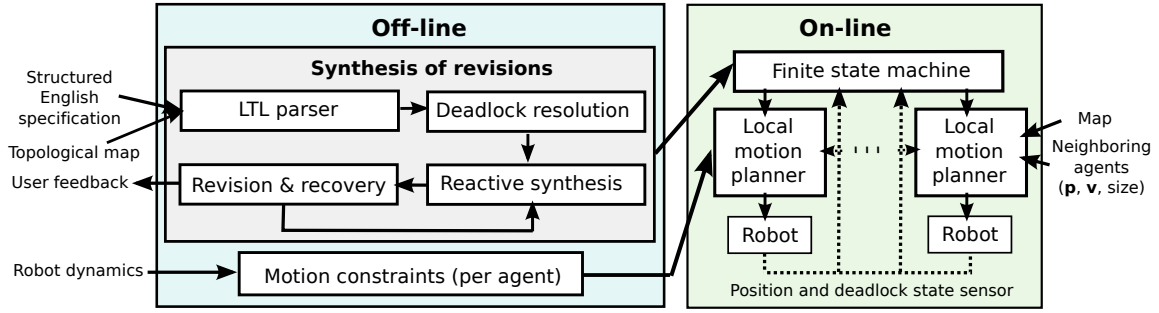 Off-line
Synthesis of revisions
Structured
English
specification
LTL parser
Deadlock resolution
Topological map
User feedback
Revision & recovery
Reactive synthesis
Robot dynamics
Motion constraints (per agent)
On-line
Finite state machine
Local
motion
planner
Local
motion
planner
Map
Neighboring
agents
(p, v, size)
Robot
Robot
Position and deadlock state sensor